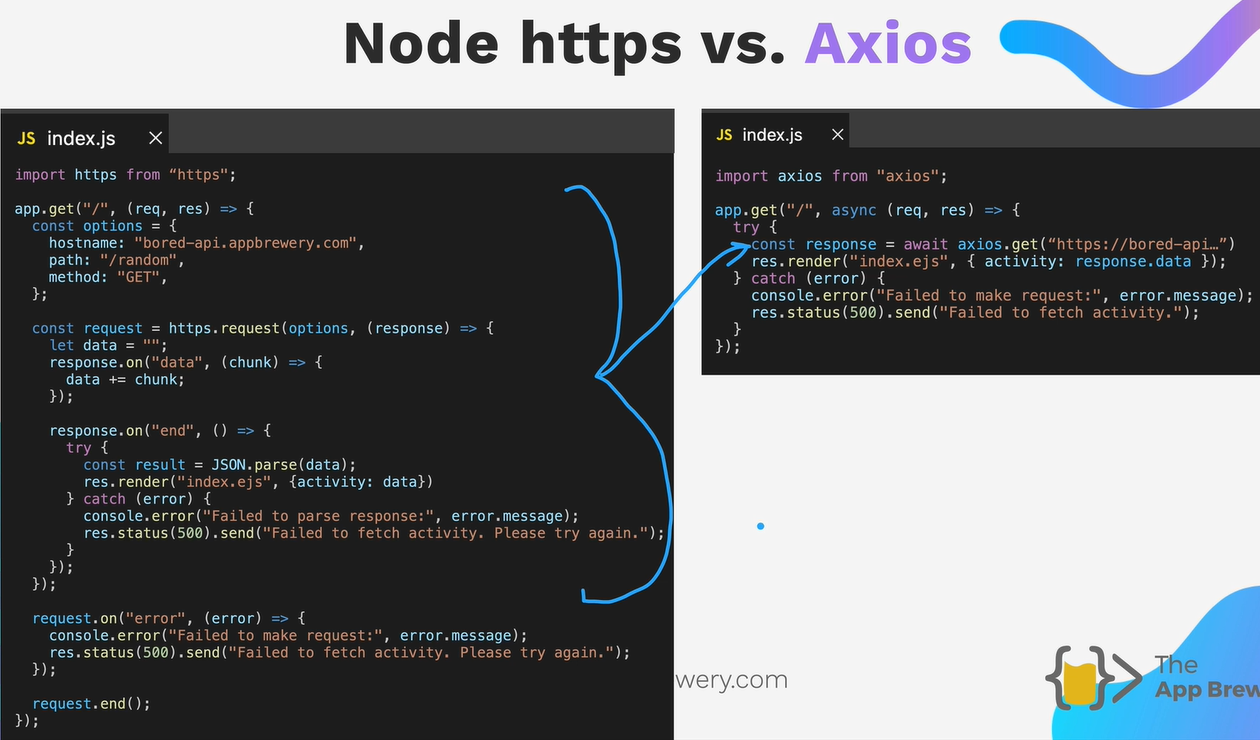 Node https vs. Axios
JS index.js ×
import https from “https";
app.get("/", (req, res) => {
const options = {
hostname: "bored-api.appbrewery.com",
path: "/random",
method: "GET",
};
const request = https.request(options, (response) => {
let data = "";
response.on("data", (chunk) => {
data += chunk;
});
response.on("end", () => {
try {
const result = JSON.parse(data);
res.render("index.ejs", {activity: data})
} catch (error) {
console.error("Failed to parse response:", error.message);
res.status(500).send("Failed to fetch activity. Please try again.");
}
});
});
request.on("error", (error) => {
console.error("Failed to make request:", error.message);
res.status(500).send("Failed to fetch activity. Please try again.");
});
request.end();
});
JS index.js ×
import axios from "axios";
app.get("/", async (req, res) => {
try {
const response = await axios.get(“https://bored-api…”)
res.render("index.ejs", { activity: response.data });
} catch (error) {
console.error("Failed to make request:", error.message);
res.status(500).send("Failed to fetch activity.");
}
});
wery.com
The
App Brew